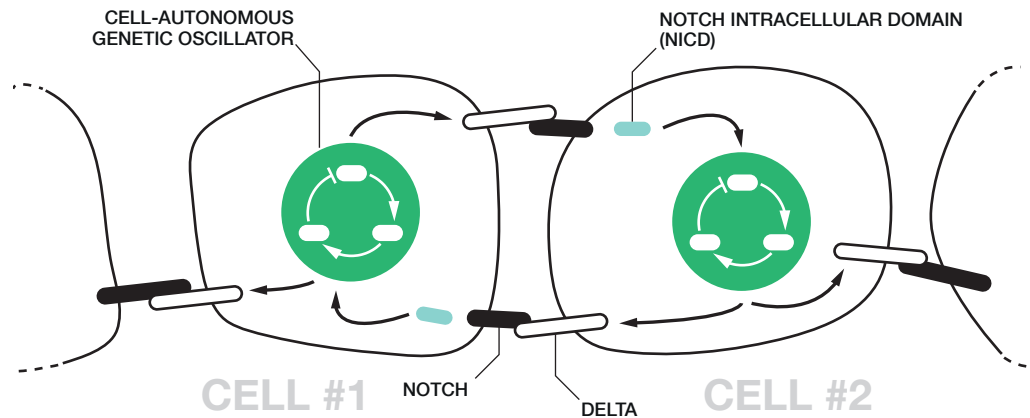 CELL-AUTONOMOUS
GENETIC OSCILLATOR
NOTCH INTRACELLULAR DOMAIN
(NICD)
NOTCH
DELTA
CELL #1
CELL #2